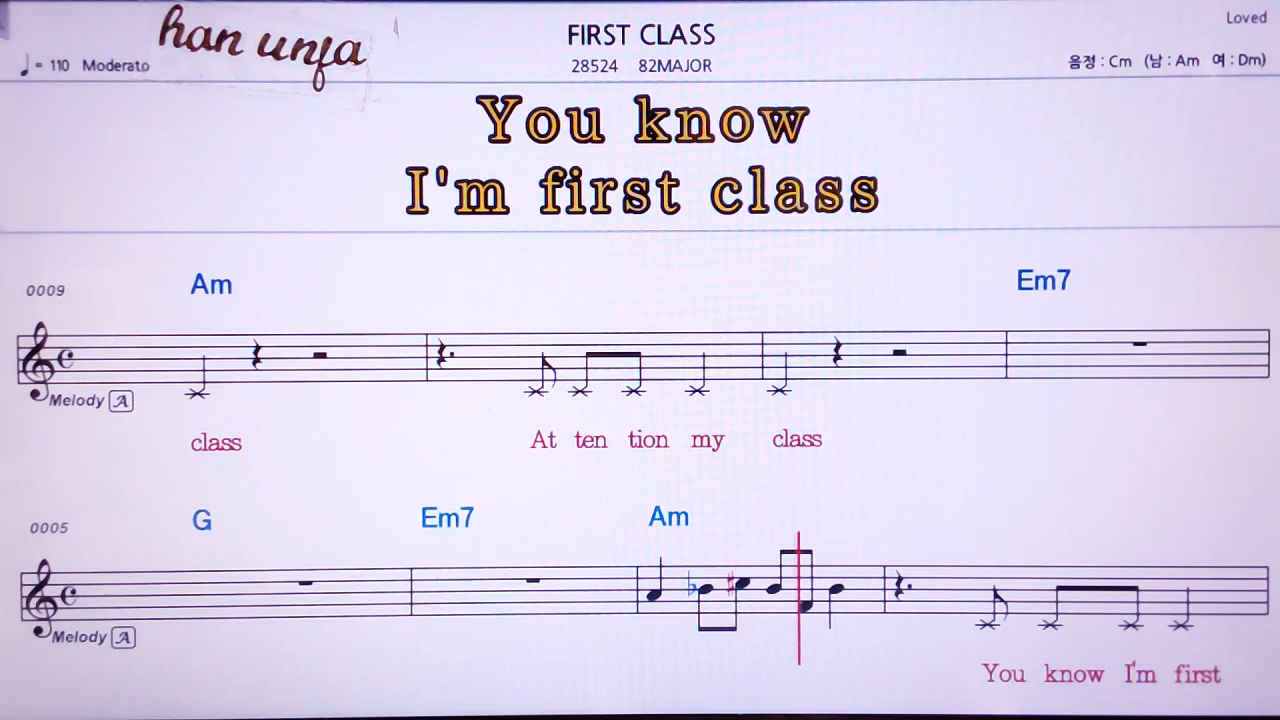 han unfa
FIRST CLASS
Loved
♩ = 110 Moderato
28524 82MAJOR
음정 : Cm (남 : Am 여 : Dm)
You know
I'm first class
0009
Am
Em7
Melody A
class
At ten tion my class
0005
G
Em7
Am
Melody A
You know I'm first